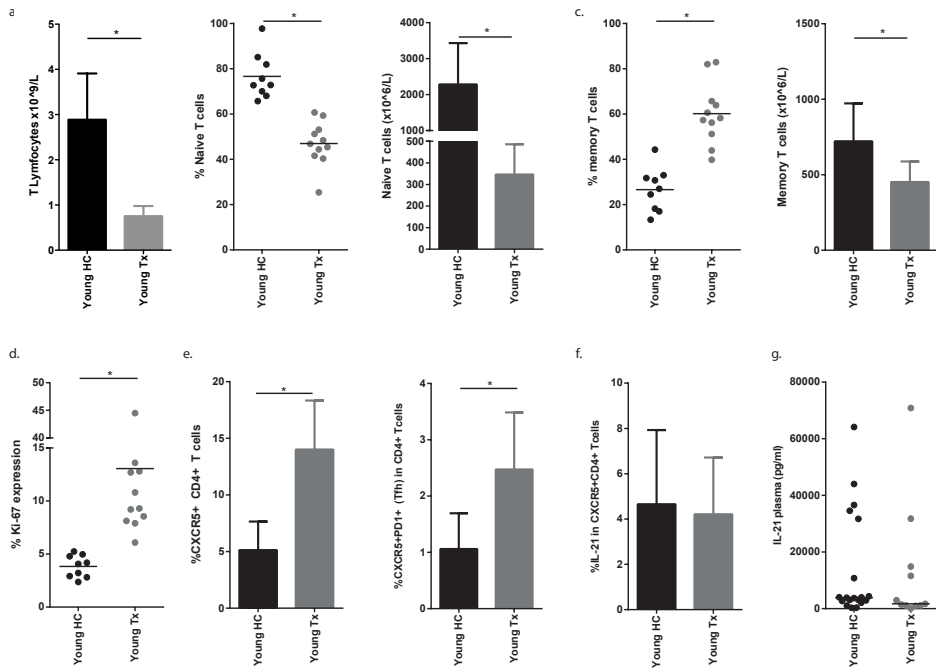 a
c.
T Lymfocytes x10^9/L
5
4
3
2
1
0
*
Young HC
Young Tx
% Naive T cells
100
80
60
40
20
0
*
Young HC
Young Tx
Naive T cells (x10^6/L)
3000
2000
1000
500
400
300
200
100
0
*
Young HC
Young Tx
% memory T cells
100
80
60
40
20
0
*
Young HC
Young Tx
Memory T cells (x10^6/L)
1500
1000
500
0
*
Young HC
Young Tx
d.
% Ki-67 expression
50
45
40
15
10
5
0
*
Young HC
Young Tx
e.
%CXCR5+ CD4+ T cells
20
15
10
5
0
*
Young HC
Young Tx
%CXCR5+PD1+ (Tfh) in CD4+ Tcells
4
3
2
1
0
*
Young HC
Young Tx
f.
%IL-21 in CXCR5+CD4+ Tcells
10
8
6
4
2
0
Young HC
Young Tx
g.
IL-21 plasma (pg/ml)
80000
60000
40000
20000
0
Young HC
Young Tx